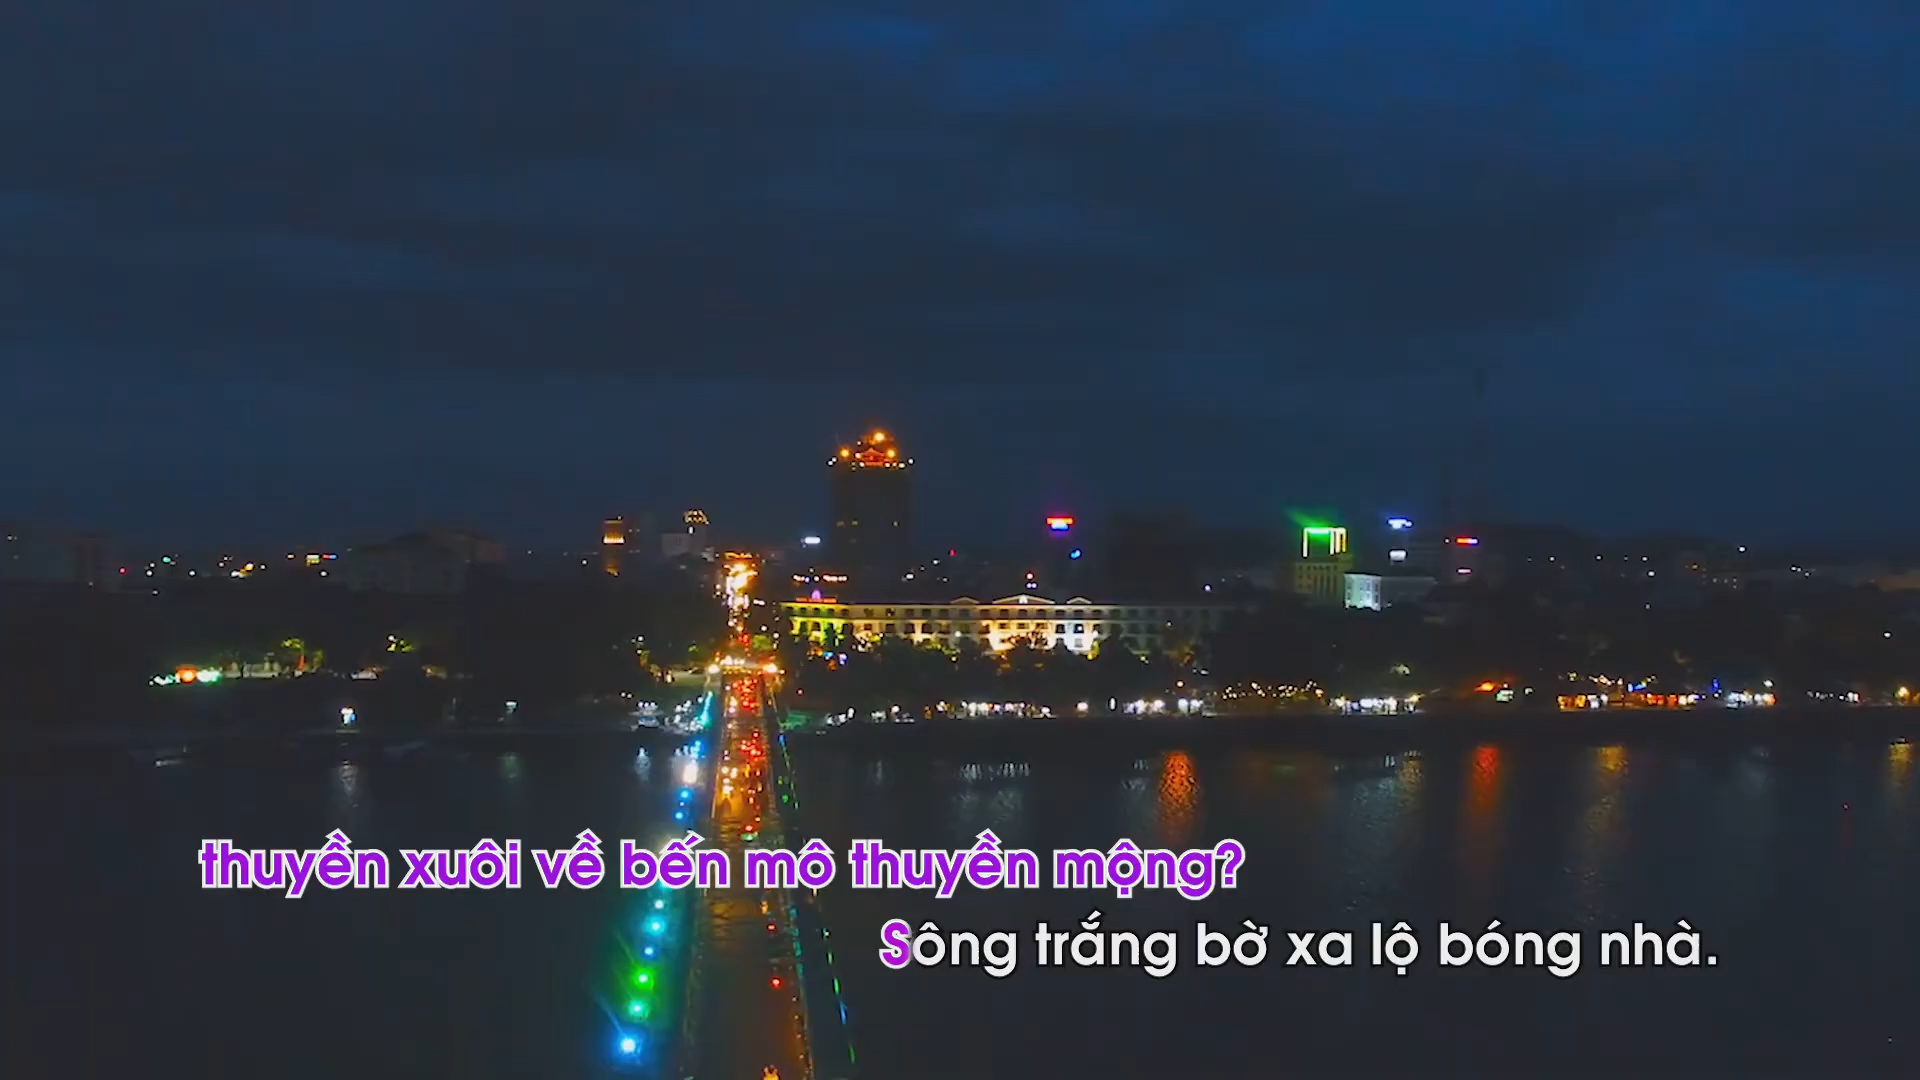 thuyền xuôi về bến mô thuyền mộng?
Sông trắng bờ xa lộ bóng nhà.